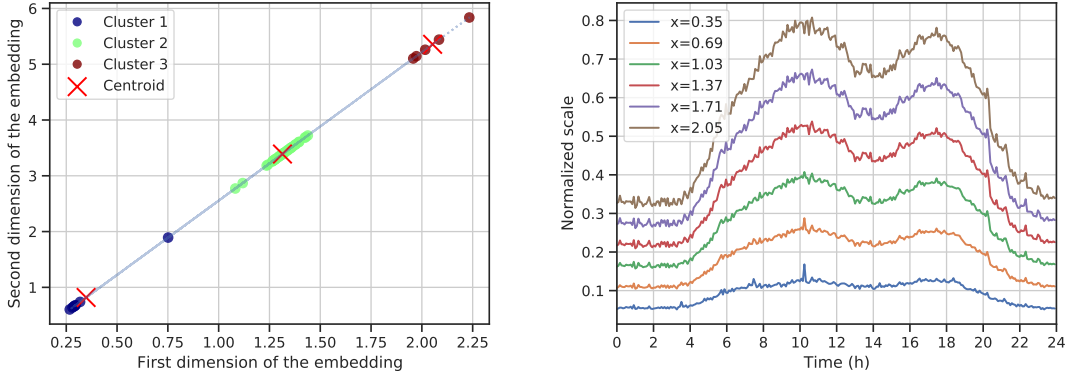 6
5
4
3
2
1
Second dimension of the embedding
Cluster 1
Cluster 2
Cluster 3
Centroid
0.25 0.50 0.75 1.00 1.25 1.50 1.75 2.00 2.25
First dimension of the embedding
0.8
0.7
0.6
0.5
0.4
0.3
0.2
0.1
Normalized scale
x=0.35
x=0.69
x=1.03
x=1.37
x=1.71
x=2.05
0 2 4 6 8 10 12 14 16 18 20 22 24
Time (h)